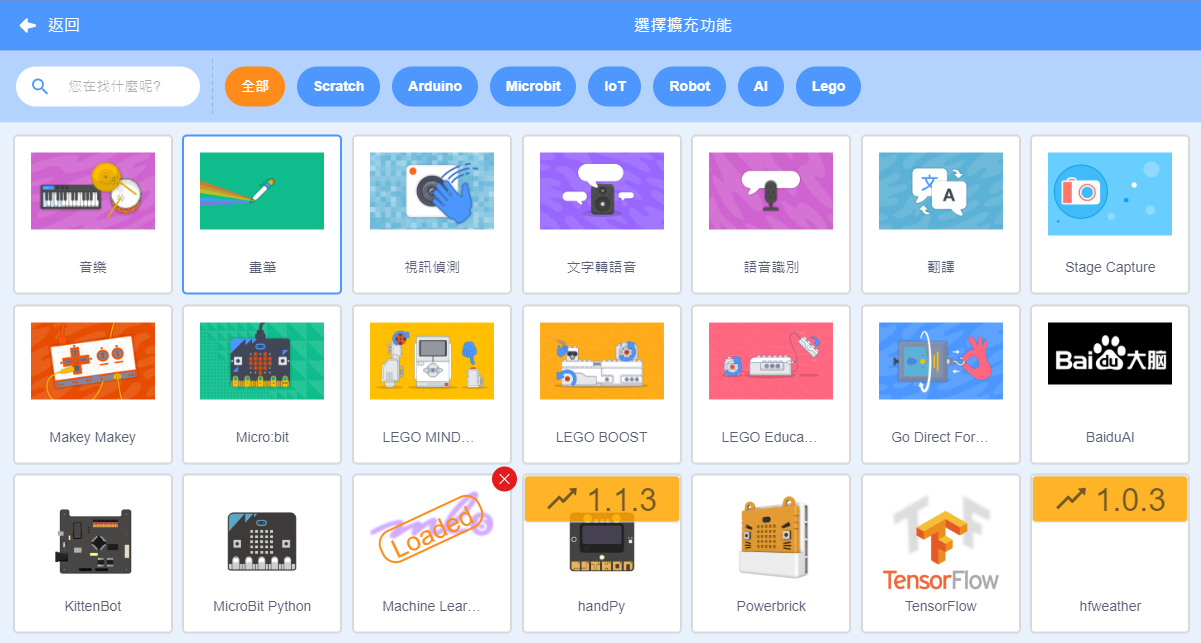 返回
選擇擴充功能
您在找什麼呢?
全部
Scratch
Arduino
Microbit
IoT
Robot
AI
Lego
音樂
畫筆
視訊偵測
文字轉語音
語音識別
文
A
翻譯
Stage Capture
Makey Makey
Micro:bit
LEGO MIND...
LEGO BOOST
LEGO Educa...
Go Direct For...
Bai du 大脑
BaiduAI
KittenBot
MicroBit Python
Loaded
Machine Lear...
1.1.3
handPy
Powerbrick
TensorFlow
TensorFlow
1.0.3
hfweather